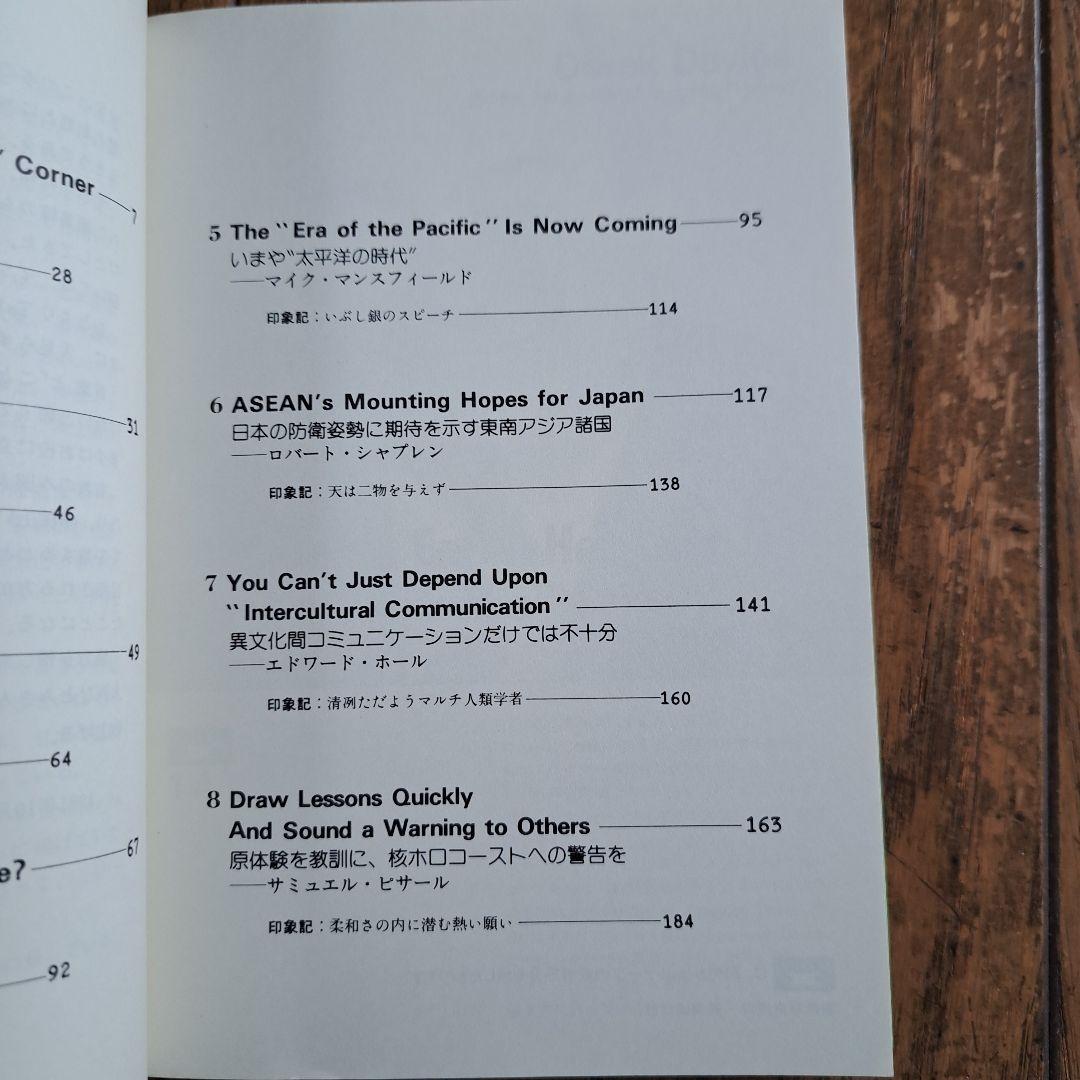 Corner — 7
28
31
46
49
64
67
e?
92
5 The "Era of the Pacific" Is Now Coming — 95
いまや"太平洋の時代"
——マイク・マンスフィールド
印象記：いぶし銀のスピーチ — 114
6 ASEAN's Mounting Hopes for Japan — 117
日本の防衛姿勢に期待を示す東南アジア諸国
——ロバート・シャプレン
印象記：天は二物を与えず — 138
7 You Can't Just Depend Upon
"Intercultural Communication" — 141
異文化間コミュニケーションだけでは不十分
——エドワード・ホール
印象記：清冽ただようマルチ人類学者 — 160
8 Draw Lessons Quickly
And Sound a Warning to Others — 163
原体験を教訓に、核ホロコーストへの警告を
——サミュエル・ピサール
印象記：柔和さの内に潜む熱い願い — 184